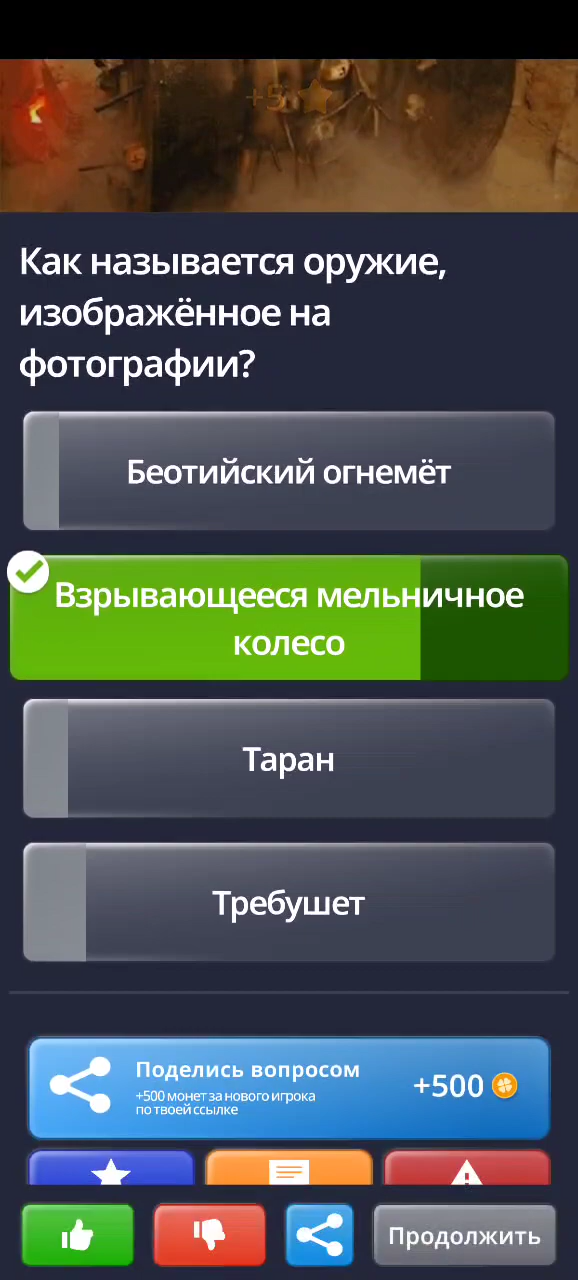 +5
Как называется оружие,
изображённое на
фотографии?
Беотийский огнемёт
Взрывающееся мельничное
колесо
Таран
Требушет
Поделись вопросом
+500 монет за нового игрока
по твоей ссылке
+500
Продолжить